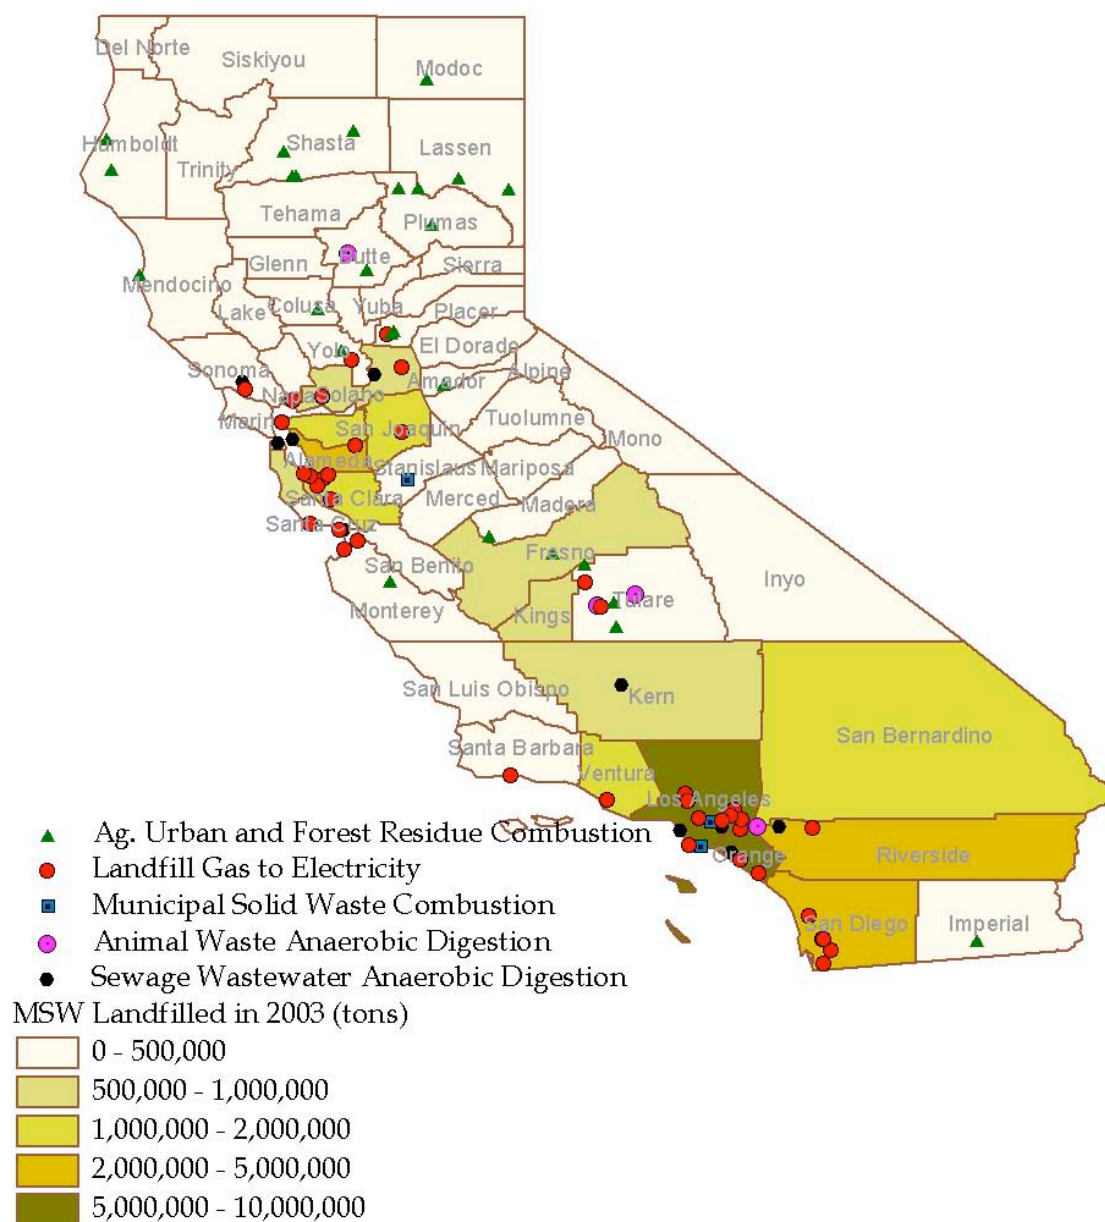 Del Norte
Siskiyou
Modoc
Humboldt
Trinity
Shasta
Lassen
Tehama
Plumas
Mendocino
Glenn
Butte
Sierra
Lake
Colusa
Yuba
Placer
Sonoma
Yolo
El Dorado
Napa
Solano
Amador
Alpine
Marin
San Joaquin
Tuolumne
Mono
Alameda
Stanislaus
Mariposa
Santa Clara
Merced
Madera
Santa Cruz
San Benito
Fresno
Inyo
Monterey
Kings
Tulare
San Luis Obispo
Kern
San Bernardino
Santa Barbara
Ventura
Los Angeles
Orange
Riverside
San Diego
Imperial
Ag. Urban and Forest Residue Combustion
Landfill Gas to Electricity
Municipal Solid Waste Combustion
Animal Waste Anaerobic Digestion
Sewage Wastewater Anaerobic Digestion
MSW Landfilled in 2003 (tons)
0 - 500,000
500,000 - 1,000,000
1,000,000 - 2,000,000
2,000,000 - 5,000,000
5,000,000 - 10,000,000